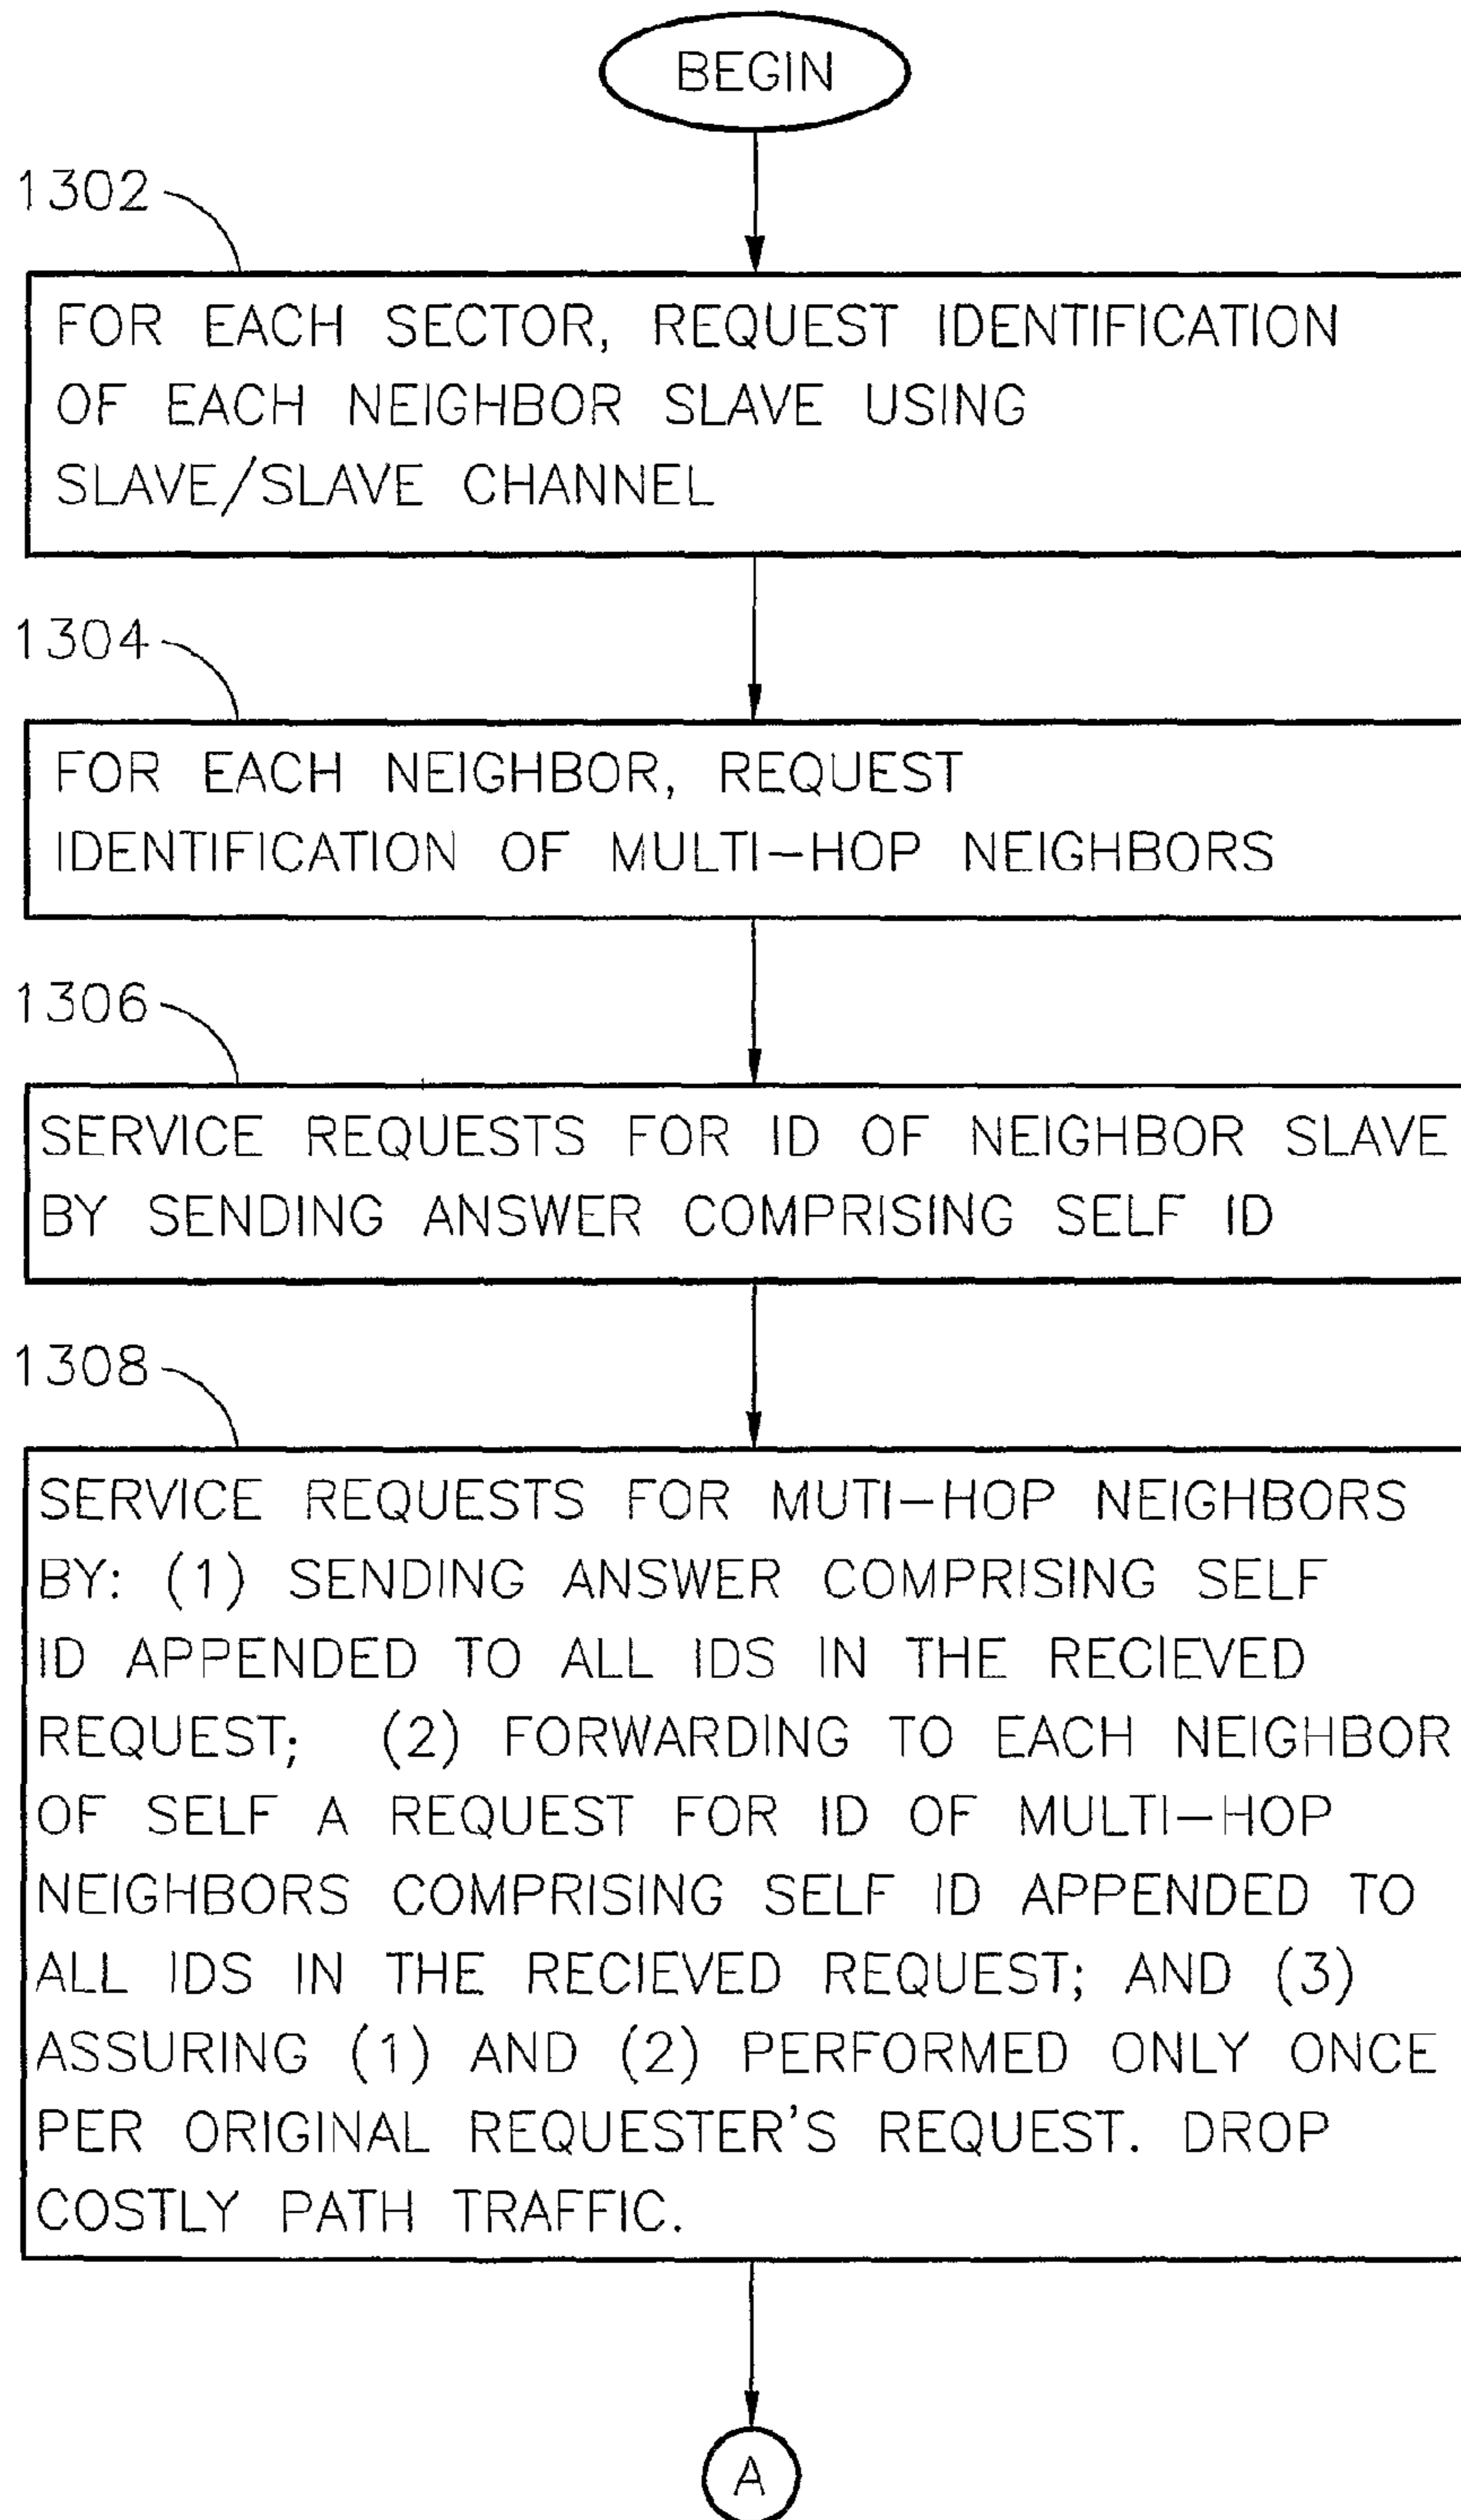 BEGIN
1302
FOR EACH SECTOR, REQUEST IDENTIFICATION
OF EACH NEIGHBOR SLAVE USING
SLAVE/SLAVE CHANNEL
1304
FOR EACH NEIGHBOR, REQUEST
IDENTIFICATION OF MULTI-HOP NEIGHBORS
1306
SERVICE REQUESTS FOR ID OF NEIGHBOR SLAVE
BY SENDING ANSWER COMPRISING SELF ID
1308
SERVICE REQUESTS FOR MUTI-HOP NEIGHBORS
BY: (1) SENDING ANSWER COMPRISING SELF
ID APPENDED TO ALL IDS IN THE RECIEVED
REQUEST; (2) FORWARDING TO EACH NEIGHBOR
OF SELF A REQUEST FOR ID OF MULTI-HOP
NEIGHBORS COMPRISING SELF ID APPENDED TO
ALL IDS IN THE RECIEVED REQUEST; AND (3)
ASSURING (1) AND (2) PERFORMED ONLY ONCE
PER ORIGINAL REQUESTER'S REQUEST. DROP
COSTLY PATH TRAFFIC.
A